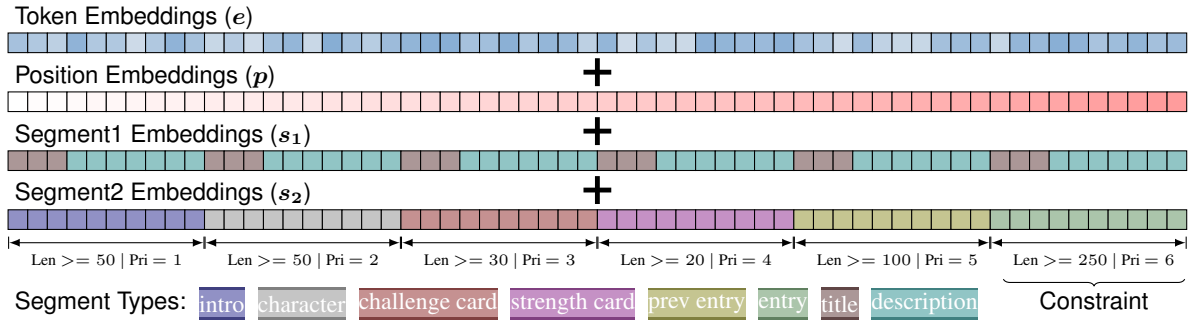 Token Embeddings (e)
+
Position Embeddings (p)
+
Segment1 Embeddings (s1)
+
Segment2 Embeddings (s2)
Len >= 50 | Pri = 1 Len >= 50 | Pri = 2 Len >= 30 | Pri = 3 Len >= 20 | Pri = 4 Len >= 100 | Pri = 5 Len >= 250 | Pri = 6
Segment Types: intro character challenge card strength card prev entry entry title description Constraint